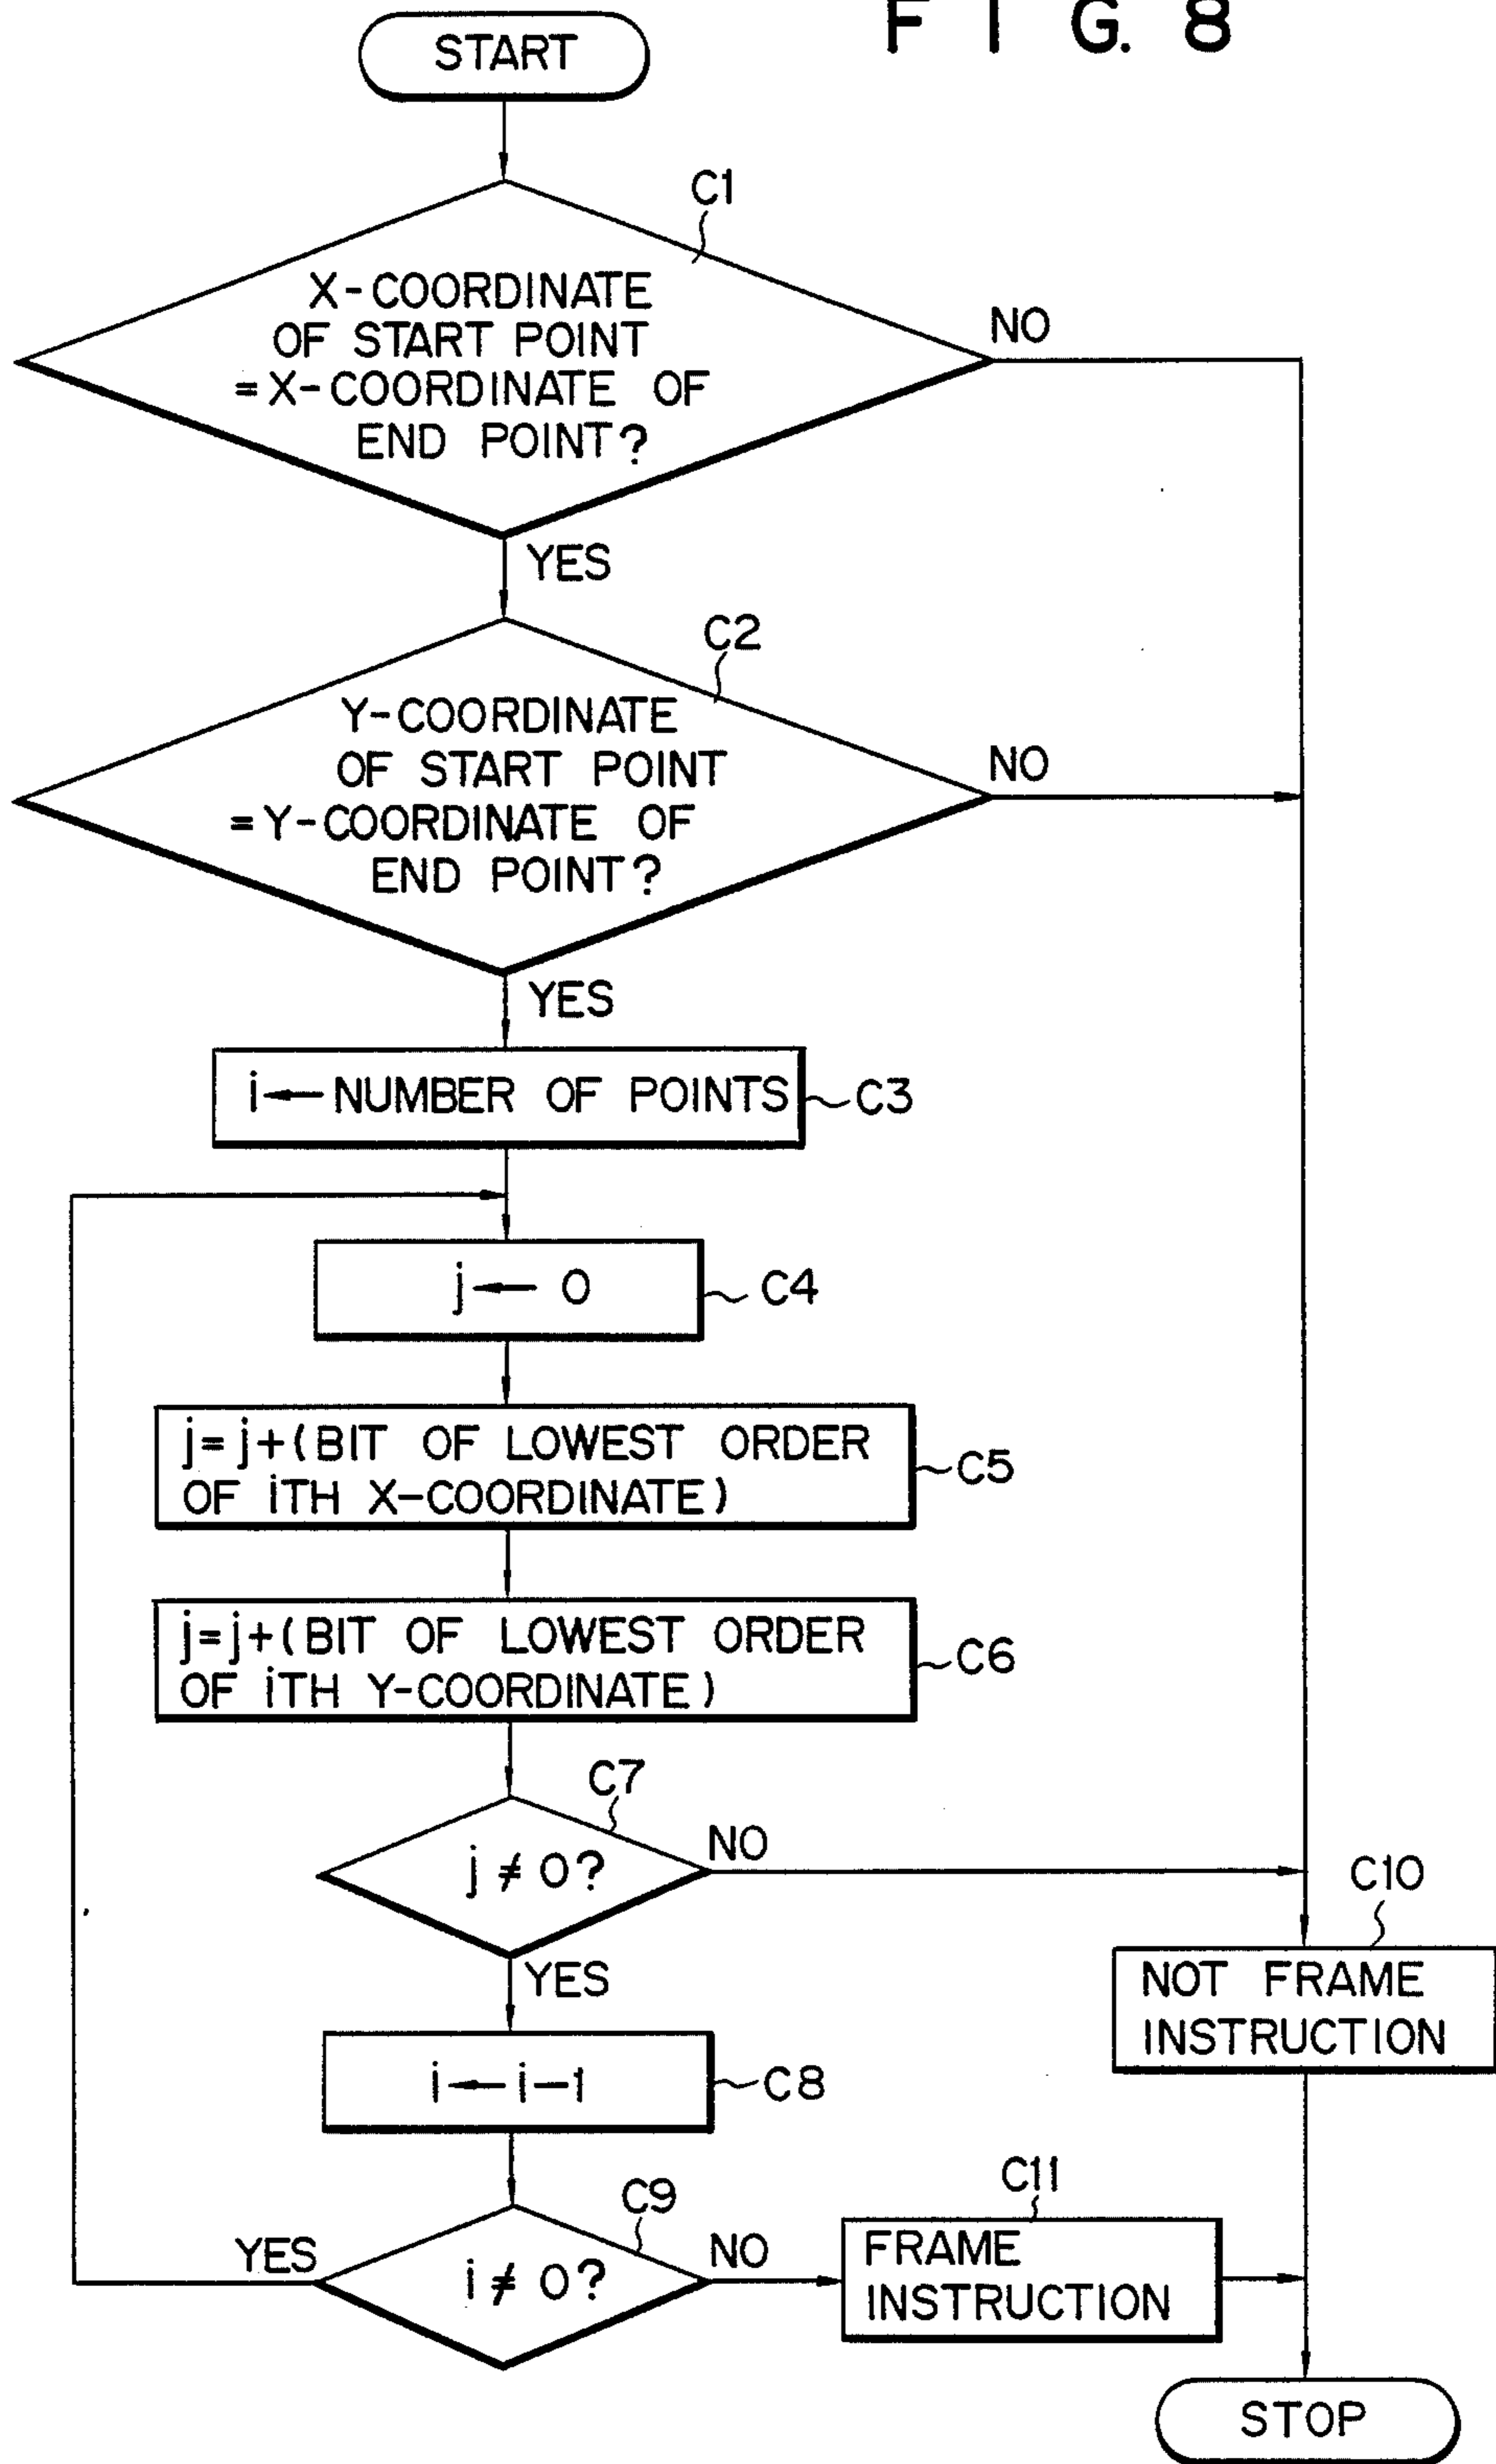 F I G. 8
START
C1
X-COORDINATE
OF START POINT
=X-COORDINATE OF
END POINT?
NO
YES
C2
Y-COORDINATE
OF START POINT
=Y-COORDINATE OF
END POINT?
NO
YES
i←NUMBER OF POINTS
C3
j← 0
C4
j=j+(BIT OF LOWEST ORDER
OF iTH X-COORDINATE)
C5
j=j+(BIT OF LOWEST ORDER
OF iTH Y-COORDINATE)
C6
C7
j ≠ 0?
NO
YES
C10
NOT FRAME
INSTRUCTION
i←i-1
C8
C9
i ≠ 0?
YES
NO
C11
FRAME
INSTRUCTION
STOP